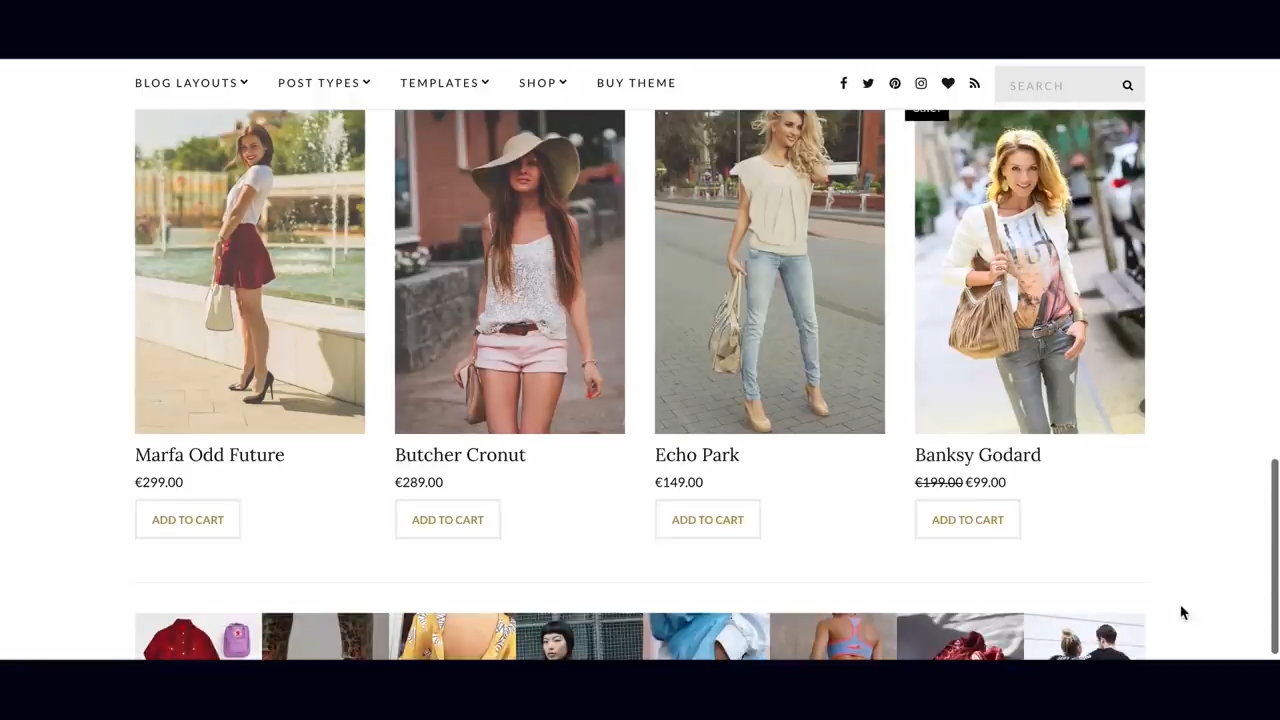 BLOG LAYOUTS POST TYPES TEMPLATES SHOP BUY THEME SEARCH
Marfa Odd Future Butcher Cronut Echo Park Banksy Godard
€299.00 €289.00 €149.00 €199.00 €99.00
ADD TO CART ADD TO CART ADD TO CART ADD TO CART